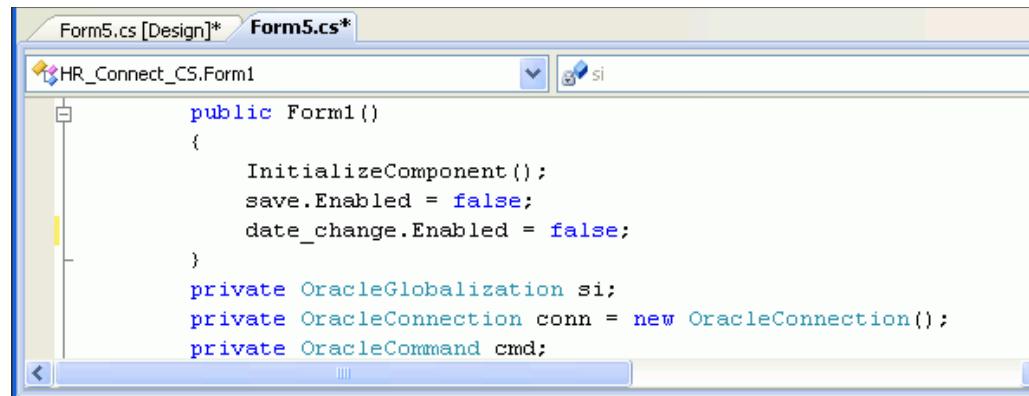 Form5.cs [Design]* Form5.cs*
HR_Connect_CS.Form1 si
public Form1()
{
InitializeComponent();
save.Enabled = false;
date_change.Enabled = false;
}
private OracleGlobalization si;
private OracleConnection conn = new OracleConnection();
private OracleCommand cmd;